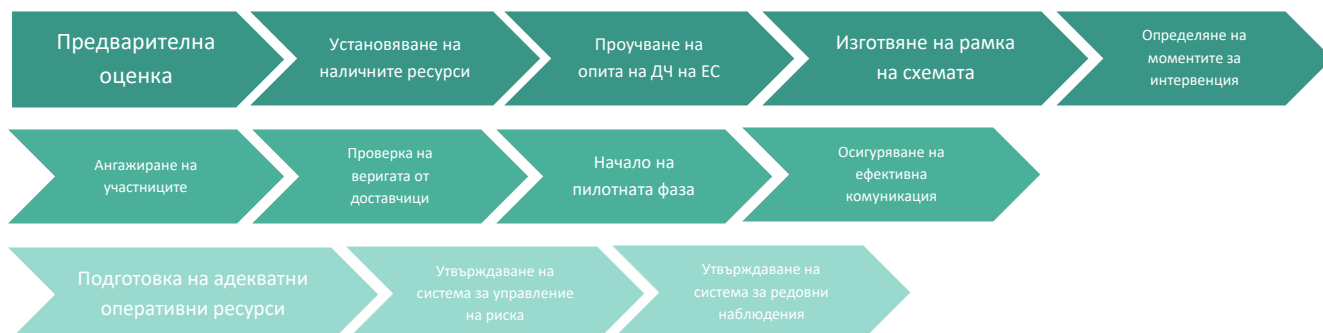 Предварителна
оценка
Установяване на
наличните ресурси
Проучване на
опита на ДЧ на ЕС
Изготвяне на рамка
на схемата
Определяне на
моментите за
интервенция
Ангажиране на
участниците
Проверка на
веригата от
доставчици
Начало на
пилотната фаза
Осигуряване на
ефективна
комуникация
Подготовка на адекватни
оперативни ресурси
Утвърждаване на
система за управление
на риска
Утвърждаване на
система за редовни
наблюдения